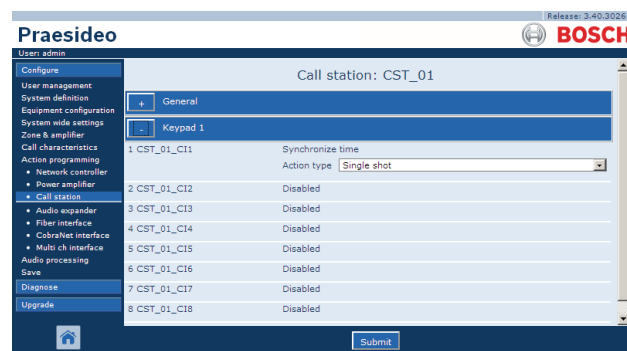 Release: 3.40.3026
Praesideo
BOSCH
User: admin
Configure
User management
System definition
Equipment configuration
System wide settings
Zone & amplifier
Call characteristics
Action programming
• Network controller
• Power amplifier
• Call station
• Audio expander
• Fiber interface
• CobraNet interface
• Multi ch interface
Audio processing
Save
Diagnose
Upgrade
Call station: CST_01
+ General
- Keypad 1
1 CST_01_CI1 Synchronize time
Action type Single shot
2 CST_01_CI2 Disabled
3 CST_01_CI3 Disabled
4 CST_01_CI4 Disabled
5 CST_01_CI5 Disabled
6 CST_01_CI6 Disabled
7 CST_01_CI7 Disabled
8 CST_01_CI8 Disabled
Submit